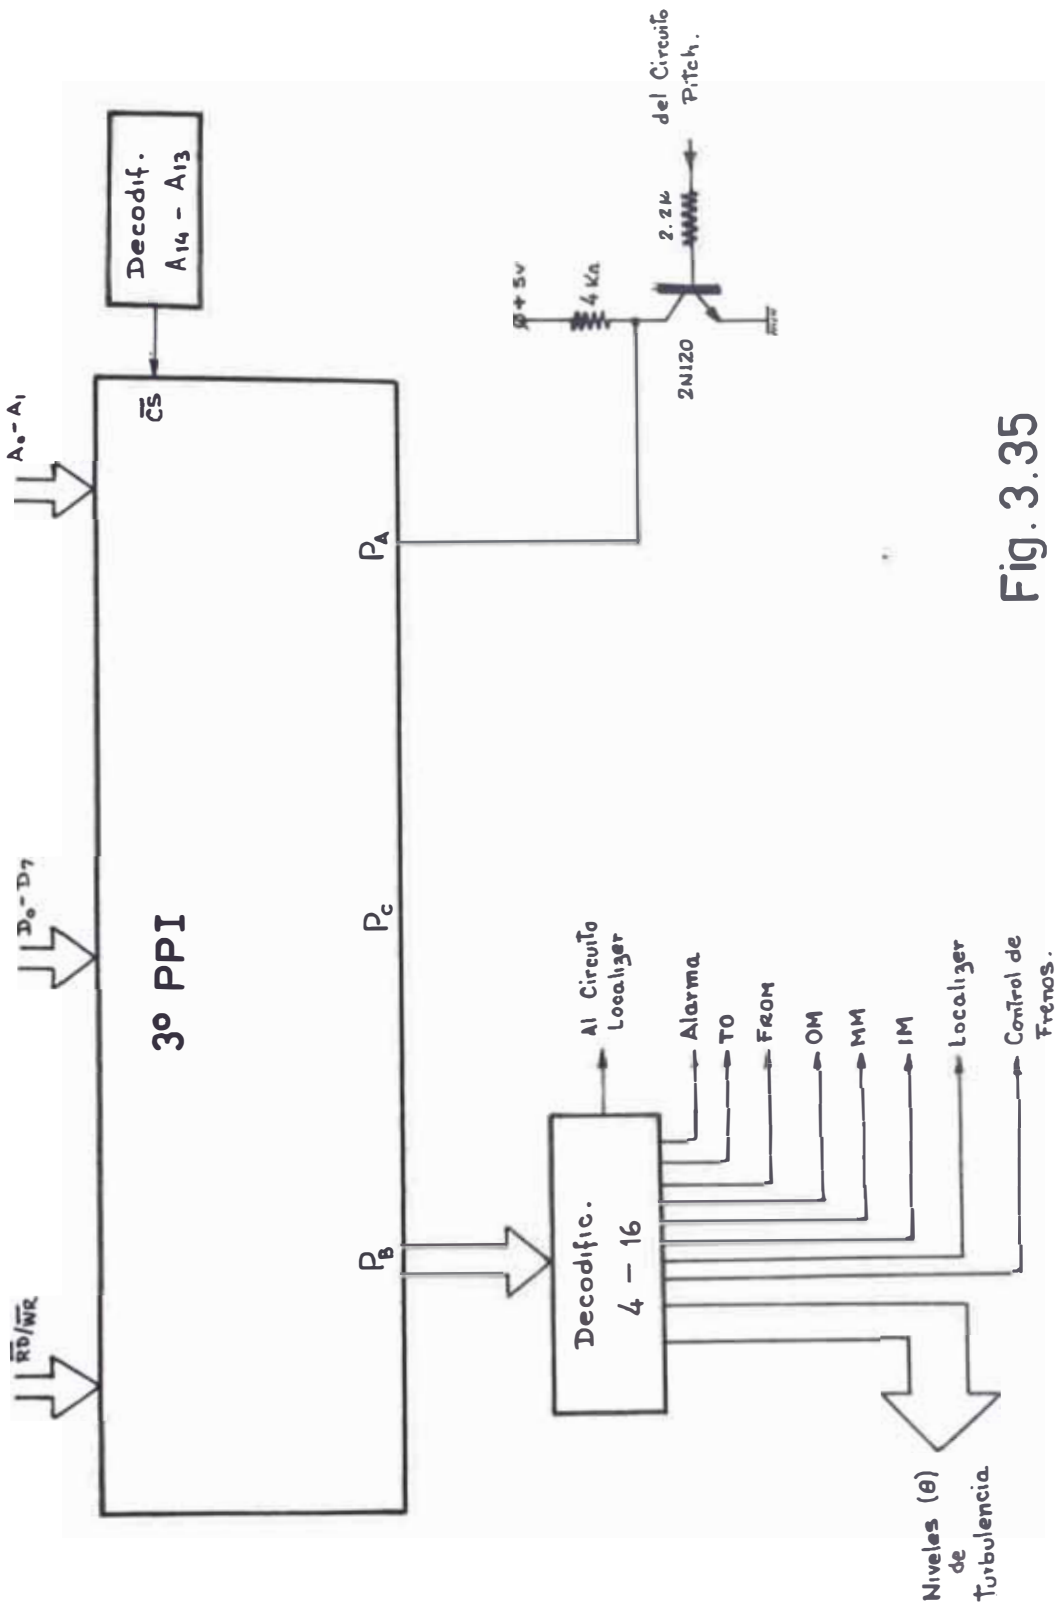 RD/WR
D₀-D₇
A₀-A₁
3º PPI
CS
Decodif.
A14 - A13
PB
PC
PA
Decodific.
4 - 16
Al Circuito
Localizer
Alarma
TO
FROM
OM
MM
IM
Localizer
Control de
Frenos.
Niveles (θ)
de
Turbulencia
+5v
4 KΩ
2N120
2.2K
del Circuito
Pitch.
Fig. 3.35